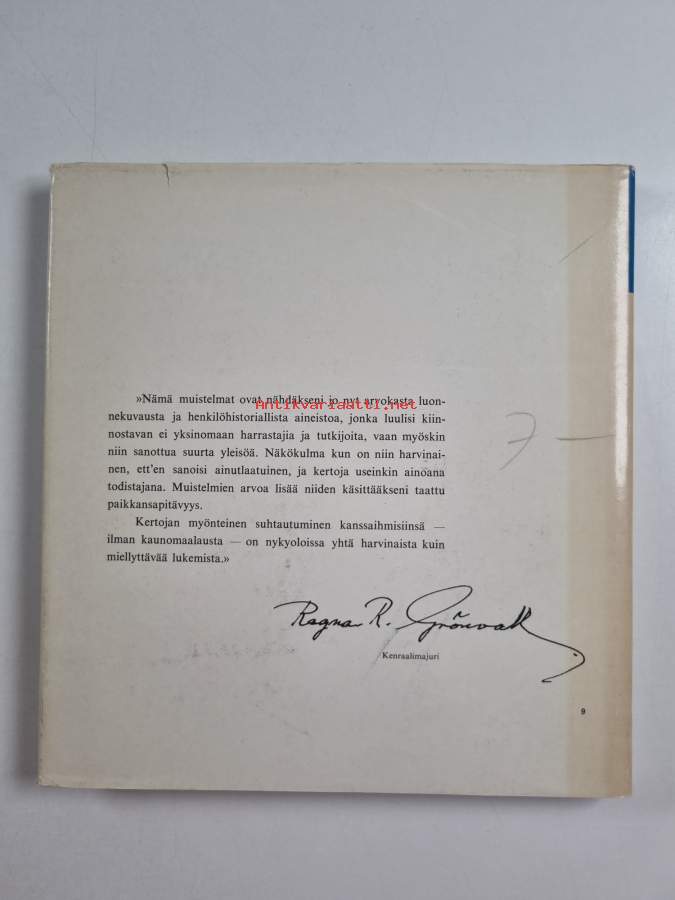 »Nämä muistelmat ovat nähdäkseni jo nyt arvokasta luon-
nekuvausta ja henkilöhistoriallista aineistoa, jonka luulisi kiin-
nostavan ei yksinomaan harrastajia ja tutkijoita, vaan myöskin
niin sanottua suurta yleisöä. Näkökulma kun on niin harvinai-
nen, ett'en sanoisi ainutlaatuinen, ja kertoja useinkin ainoana
todistajana. Muistelmien arvoa lisää niiden käsittääkseni taattu
paikkansapitävyys.
Kertojan myönteinen suhtautuminen kanssaihmisiinsä —
ilman kaunomaalausta — on nykyoloissa yhtä harvinaista kuin
miellyttävää lukemista.»
Antikvariaatti.net
7 —
Ragnar R. Grönvall
Kenraalimajuri
9